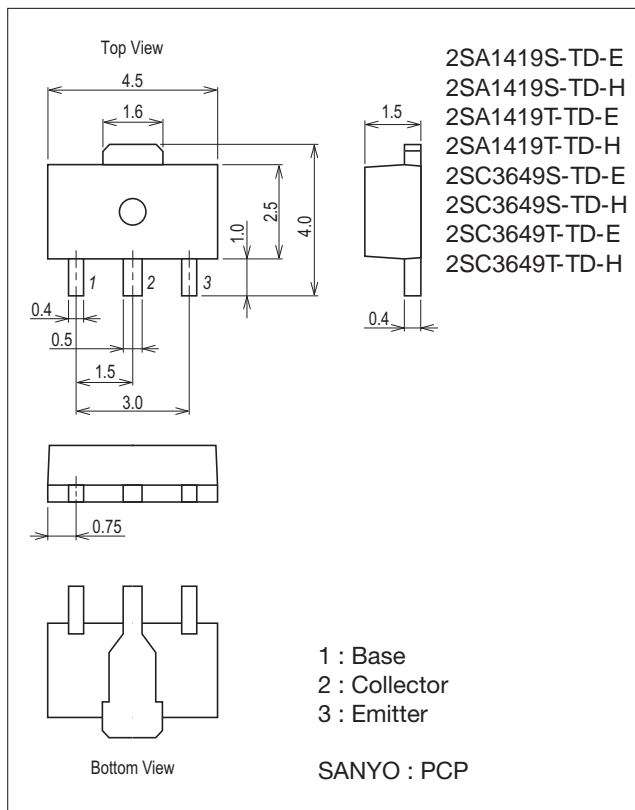 Top View
4.5
1.6
2SA1419S-TD-E
2SA1419S-TD-H
2SA1419T-TD-E
2SA1419T-TD-H
2SC3649S-TD-E
2SC3649S-TD-H
2SC3649T-TD-E
2SC3649T-TD-H
1.5
2.5
4.0
1.0
1
2
3
0.4
0.5
1.5
3.0
0.4
0.75
Bottom View
1 : Base
2 : Collector
3 : Emitter
SANYO : PCP